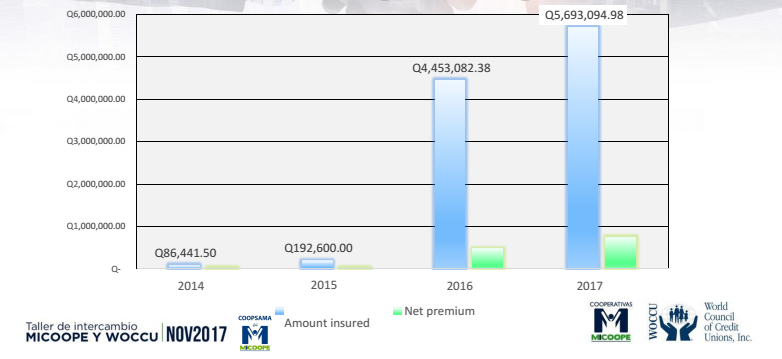 Q6,000,000.00
Q5,000,000.00
Q4,000,000.00
Q3,000,000.00
Q2,000,000.00
Q1,000,000.00
Q-
Q86,441.50
Q192,600.00
Q4,453,082.38
Q5,693,094.98
2014 2015 2016 2017
Amount insured
Net premium
Taller de intercambio
MICOOPE Y WOCCU NOV2017
COOPSAMA
MICOOPE
COOPERATIVAS
MICOOPE
WOCCU
World
Council
of Credit
Unions, Inc.